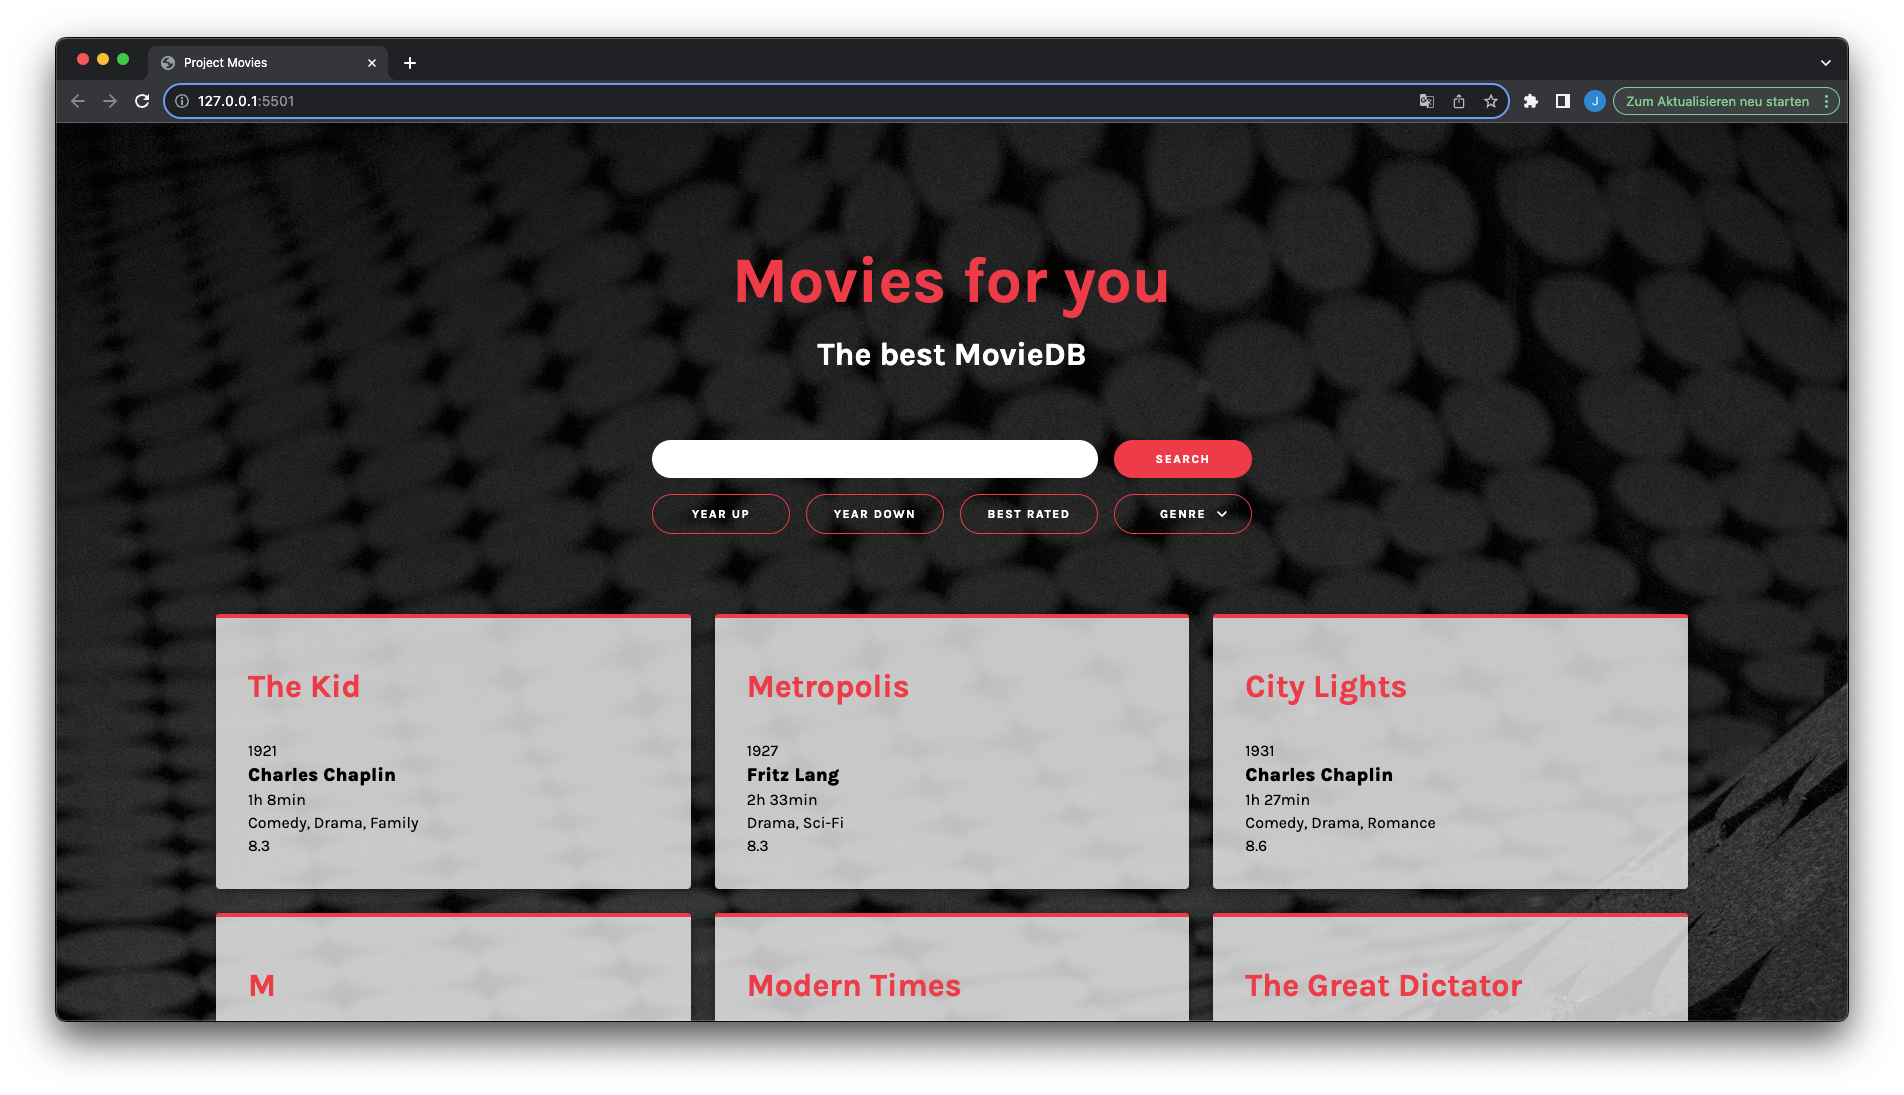 Project Movies
127.0.0.1:5501
J
Zum Aktualisieren neu starten
Movies for you
The best MovieDB
SEARCH
YEAR UP
YEAR DOWN
BEST RATED
GENRE
The Kid
1921
Charles Chaplin
1h 8min
Comedy, Drama, Family
8.3
Metropolis
1927
Fritz Lang
2h 33min
Drama, Sci-Fi
8.3
City Lights
1931
Charles Chaplin
1h 27min
Comedy, Drama, Romance
8.6
M
Modern Times
The Great Dictator